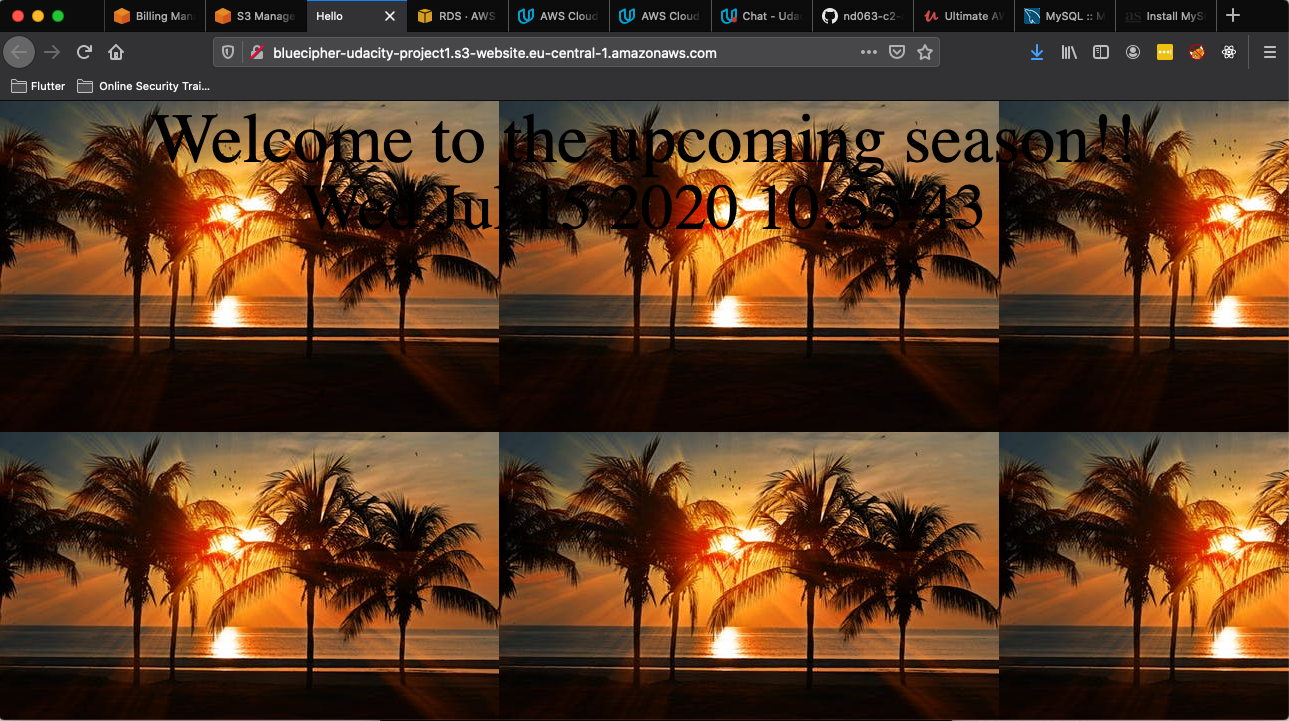 Billing Man
S3 Manage
Hello
RDS · AWS
AWS Cloud
AWS Cloud
Chat - Uda
nd063-c2-
Ultimate AW
MySQL :: M
Install MyS
bluecipher-udacity-project1.s3-website.eu-central-1.amazonaws.com
Flutter
Online Security Trai...
Welcome to the upcoming season!!
Wed Jul 15 2020 10:55:43